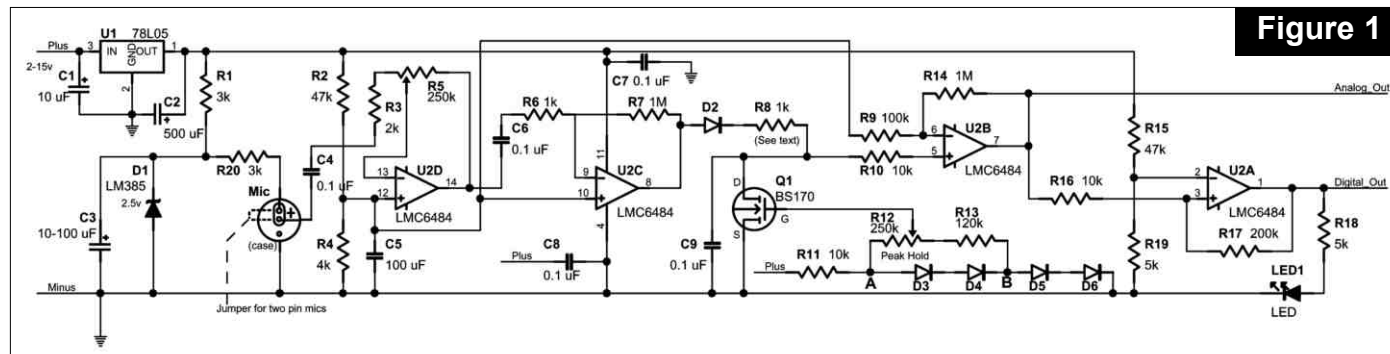 Figure 1
Plus
2-15v
C1
10 uF
U1 78L05
3 IN OUT 1
GND
2
C2
500 uF
R1
3k
R20
3k
D1
LM385
2.5v
C3
10-100 uF
Mic
(case)
Jumper for two pin mics
Minus
C4
0.1 uF
R2
47k
R3
2k
R5
250k
R4
4k
C5
100 uF
13
12
14
U2D
LMC6484
C6
0.1 uF
R6 1k
R7 1M
C7 0.1 uF
11
9
10
8
4
U2C
LMC6484
Plus
C8
0.1 uF
D2
R8 1k
(See text)
C9
0.1 uF
Q1
BS170
D
G
S
R9 100k
R10
10k
R14 1M
6
5
7
U2B
LMC6484
Plus
R11 10k
R12
250k
Peak Hold
R13
120k
A
D3
D4
B
D5
D6
R15
47k
R16 10k
R19
5k
2
3
1
U2A
LMC6484
R17 200k
R18
5k
LED1
LED
Analog_Out
Digital_Out